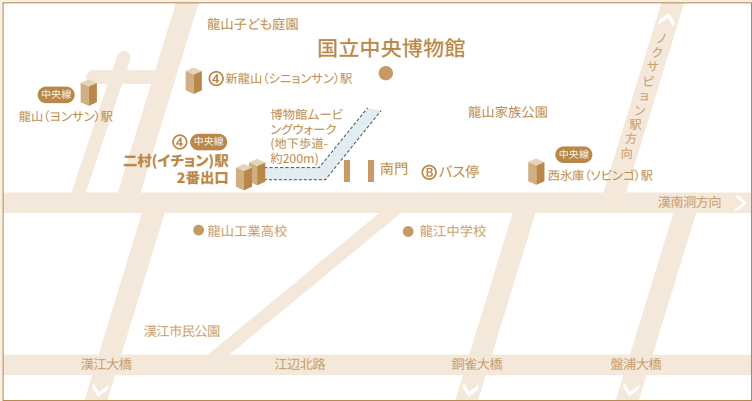 龍山子ども庭園
国立中央博物館
④新龍山（シニョンサン）駅
中央線
龍山（ヨンサン）駅
ノクサピョン駅方向
博物館ムービ
ングウォーク
(地下歩道-
約200m)
龍山家族公園
④ 中央線
二村(イチョン)駅
2番出口
南門
Ⓑバス停
中央線
西氷庫（ソビンゴ）駅
漢南洞方向
龍山工業高校
龍江中学校
漢江市民公園
漢江大橋
江辺北路
銅雀大橋
盤浦大橋